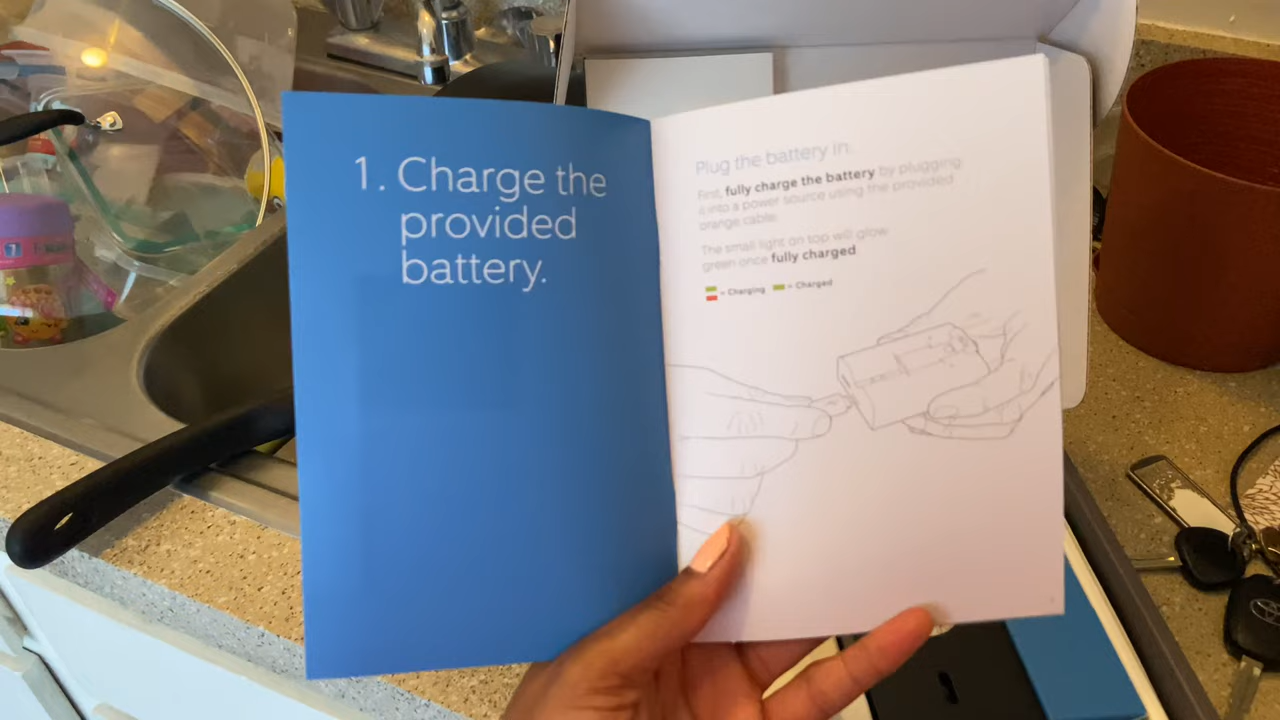 1. Charge the
provided
battery.
Plug the battery in.
First, fully charge the battery by plugging
it into a power source using the provided
orange cable.
The small light on top will glow
green once fully charged.
= Charging = Charged